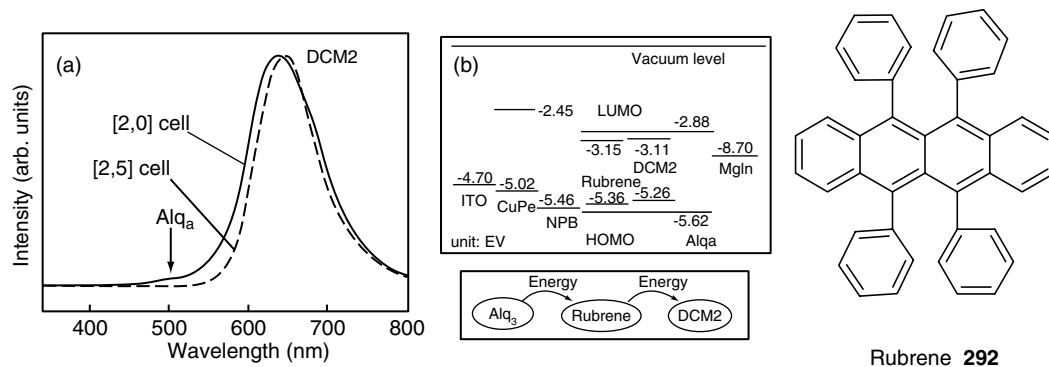 (a)
DCM2
[2,0] cell
[2,5] cell
Alqa
Intensity (arb. units)
400 500 600 700 800
Wavelength (nm)
(b)
Vacuum level
-2.45
LUMO
-2.88
-3.15 -3.11
DCM2
-8.70
MgIn
-4.70
ITO
-5.02
CuPe
Rubrene
-5.46
NPB
-5.36
-5.26
-5.62
unit: EV
HOMO
Alqa
Energy Energy
Alq3 Rubrene DCM2
Rubrene 292